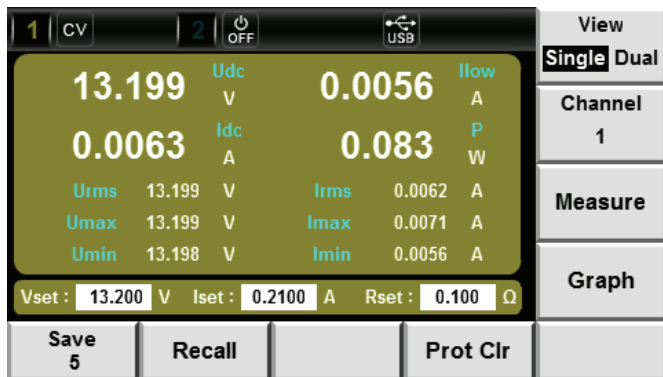 1 CV 2 OFF USB
View
Single Dual
13.199 Udc V 0.0056 Ilow A
Channel
1
0.0063 Idc A 0.083 P W
Urms 13.199 V Irms 0.0062 A
Measure
Umax 13.199 V Imax 0.0071 A
Umin 13.198 V Imin 0.0056 A
Graph
Vset : 13.200 V Iset : 0.2100 A Rset : 0.100 Ω
Save
5
Recall
Prot Clr